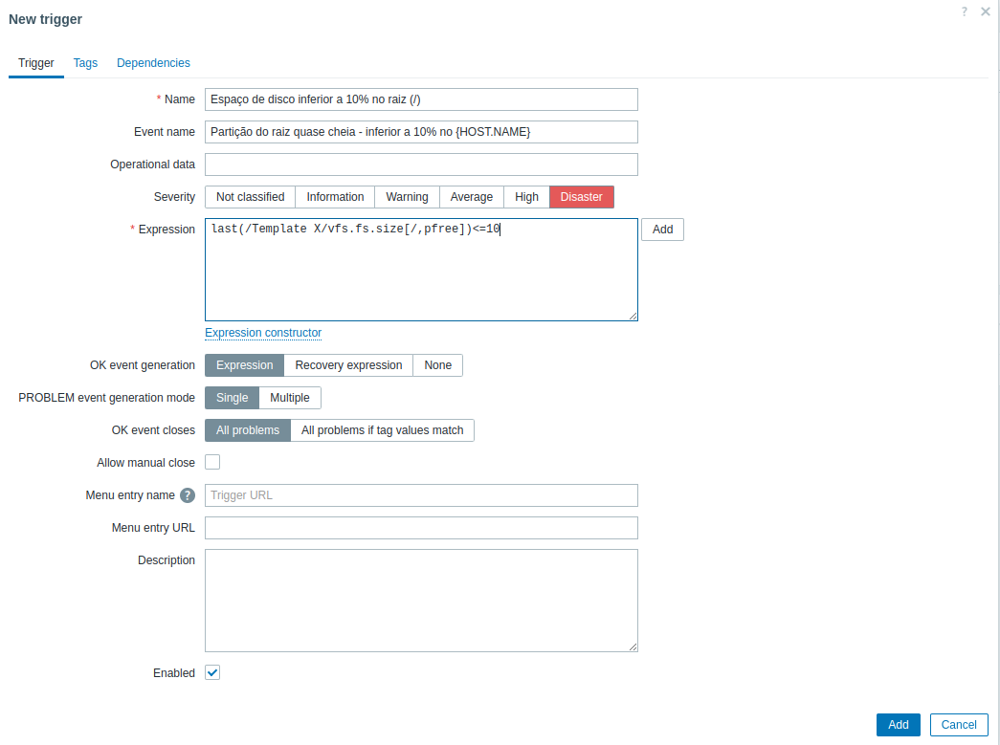 New trigger
? ×
Trigger Tags Dependencies
* Name Espaço de disco inferior a 10% no raiz (/)
Event name Partição do raiz quase cheia - inferior a 10% no {HOST.NAME}
Operational data
Severity Not classified Information Warning Average High Disaster
* Expression last(/Template X/vfs.fs.size[/,pfree])<=10 Add
Expression constructor
OK event generation Expression Recovery expression None
PROBLEM event generation mode Single Multiple
OK event closes All problems All problems if tag values match
Allow manual close
Menu entry name ? Trigger URL
Menu entry URL
Description
Enabled
Add Cancel